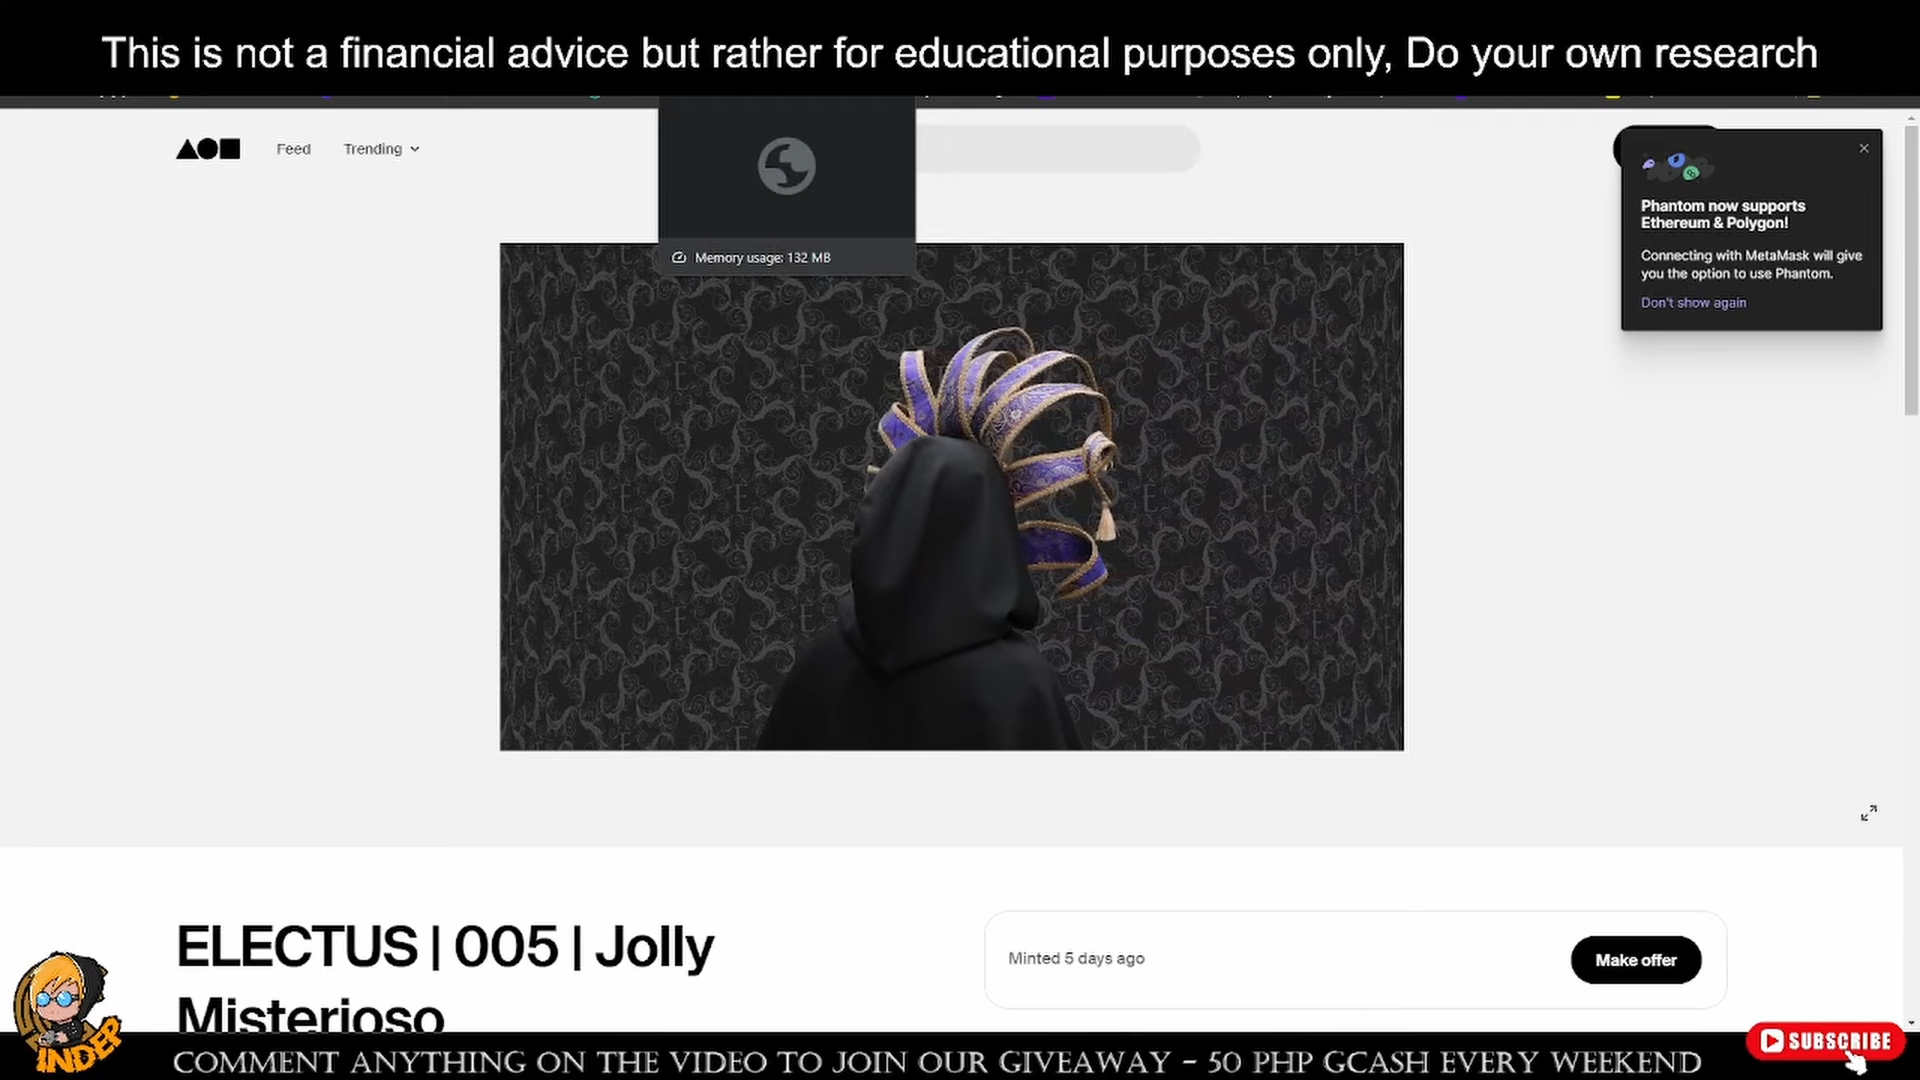 This is not a financial advice but rather for educational purposes only, Do your own research
Feed
Trending
Memory usage: 132 MB
Phantom now supports
Ethereum & Polygon!
Connecting with MetaMask will give
you the option to use Phantom.
Don't show again
ELECTUS | 005 | Jolly
Misterioso
Minted 5 days ago
Make offer
INDEP
COMMENT ANYTHING ON THE VIDEO TO JOIN OUR GIVEAWAY - 50 PHP GCASH EVERY WEEKEND
SUBSCRIBE